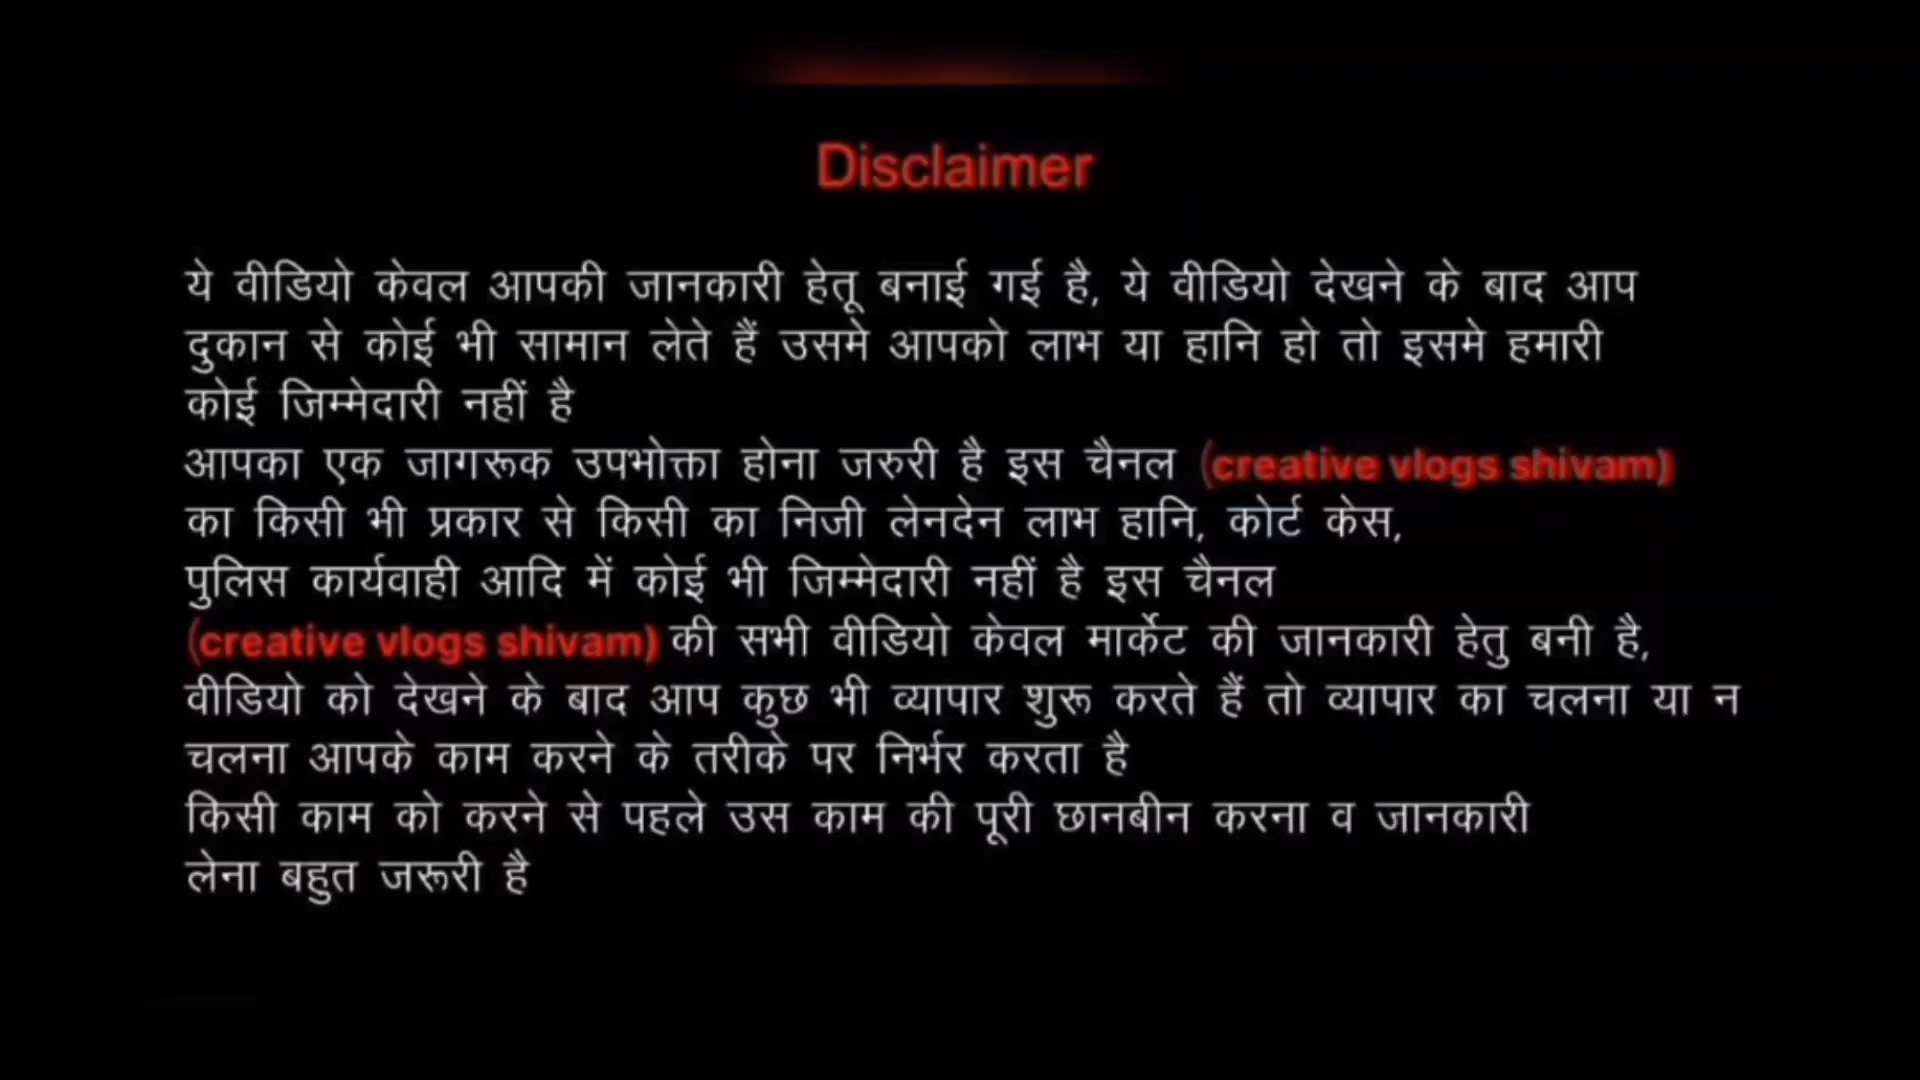 Disclaimer
ये वीडियो केवल आपकी जानकारी हेतू बनाई गई है, ये वीडियो देखने के बाद आप
दुकान से कोई भी सामान लेते हैं उसमे आपको लाभ या हानि हो तो इसमे हमारी
कोई जिम्मेदारी नहीं है
आपका एक जागरूक उपभोक्ता होना जरुरी है इस चैनल (creative vlogs shivam)
का किसी भी प्रकार से किसी का निजी लेनदेन लाभ हानि, कोर्ट केस,
पुलिस कार्यवाही आदि में कोई भी जिम्मेदारी नहीं है इस चैनल
(creative vlogs shivam) की सभी वीडियो केवल मार्केट की जानकारी हेतु बनी है,
वीडियो को देखने के बाद आप कुछ भी व्यापार शुरू करते हैं तो व्यापार का चलना या न
चलना आपके काम करने के तरीके पर निर्भर करता है
किसी काम को करने से पहले उस काम की पूरी छानबीन करना व जानकारी
लेना बहुत जरूरी है